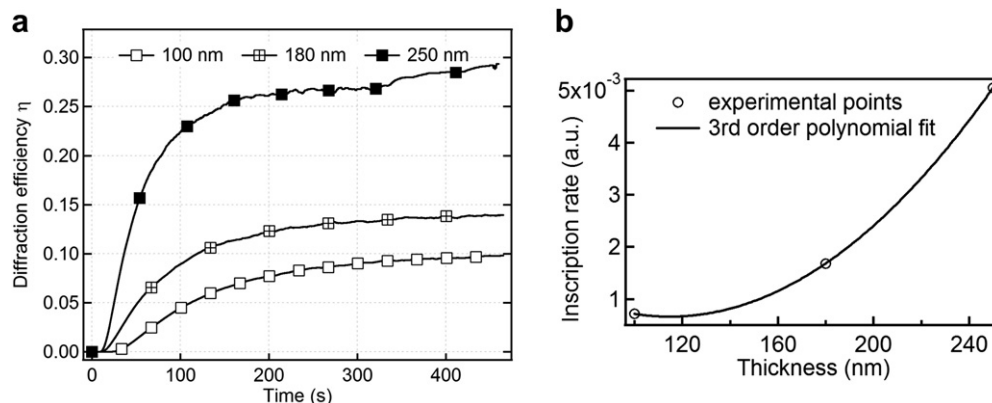 a
100 nm 180 nm 250 nm
Diffraction efficiency η
0.30
0.25
0.20
0.15
0.10
0.05
0.00
0 100 200 300 400
Time (s)
b
experimental points
3rd order polynomial fit
Inscription rate (a.u.)
5x10⁻³
4
3
2
1
120 160 200 240
Thickness (nm)